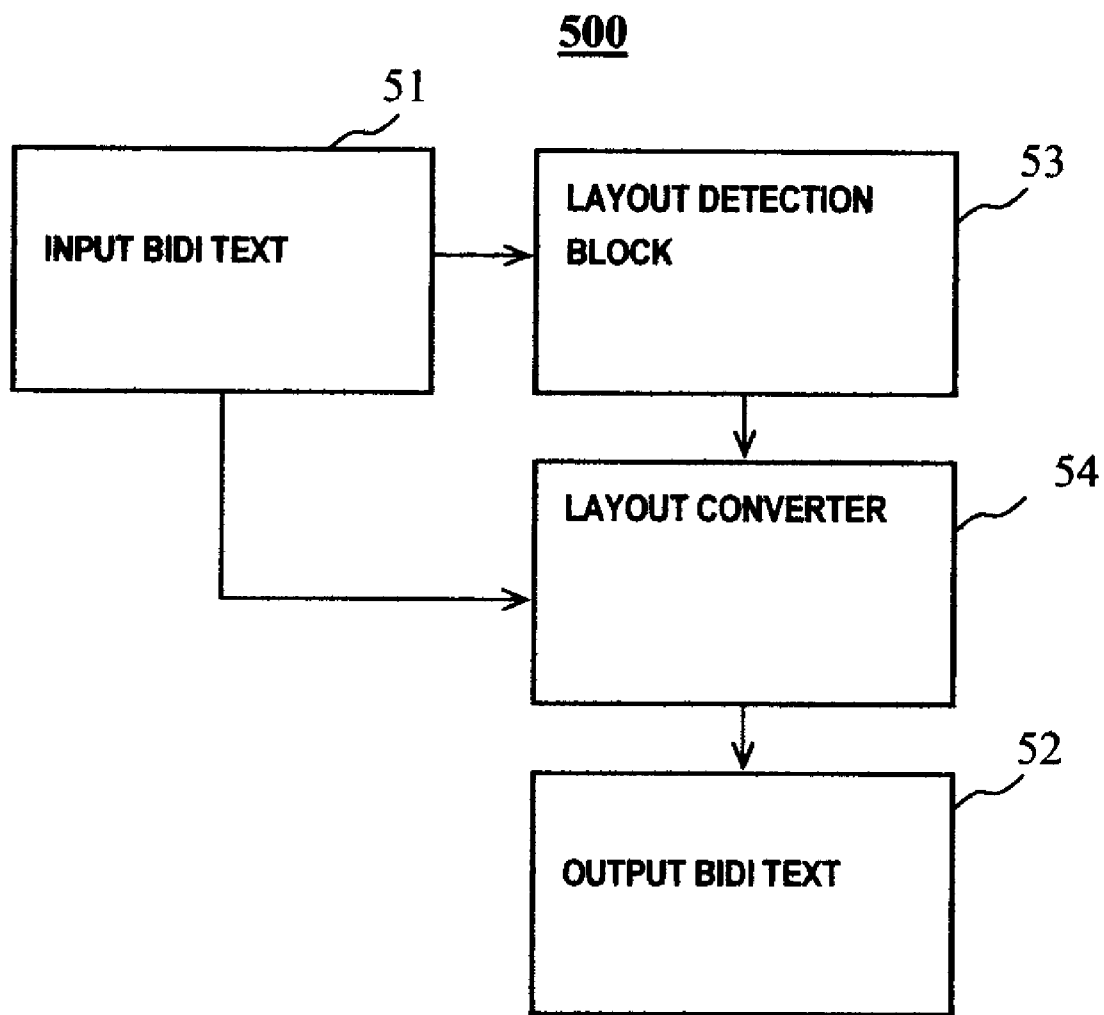 500
51
INPUT BIDI TEXT
53
LAYOUT DETECTION
BLOCK
54
LAYOUT CONVERTER
52
OUTPUT BIDI TEXT